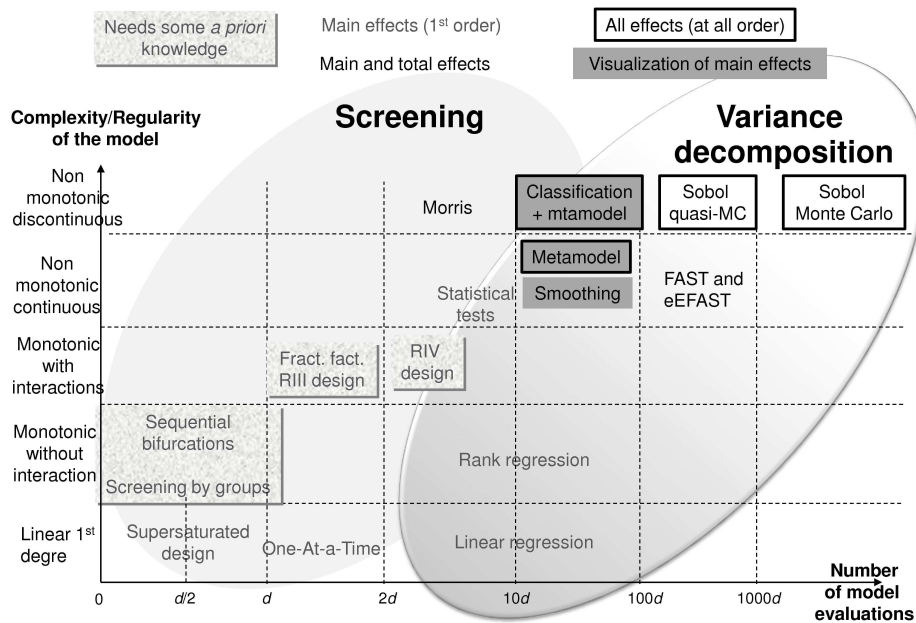 Needs some a priori
knowledge
Main effects (1st order)
Main and total effects
All effects (at all order)
Visualization of main effects
Complexity/Regularity
of the model
Screening
Variance
decomposition
Non
monotonic
discontinuous
Morris
Classification
+ mtamodel
Sobol
quasi-MC
Sobol
Monte Carlo
Non
monotonic
continuous
Statistical
tests
Metamodel
Smoothing
FAST and
eEFAST
Monotonic
with
interactions
Fract. fact.
RIII design
RIV
design
Monotonic
without
interaction
Sequential
bifurcations
Screening by groups
Rank regression
Linear 1st
degre
Supersaturated
design
One-At-a-Time
Linear regression
0
d/2
d
2d
10d
100d
1000d
Number
of model
evaluations